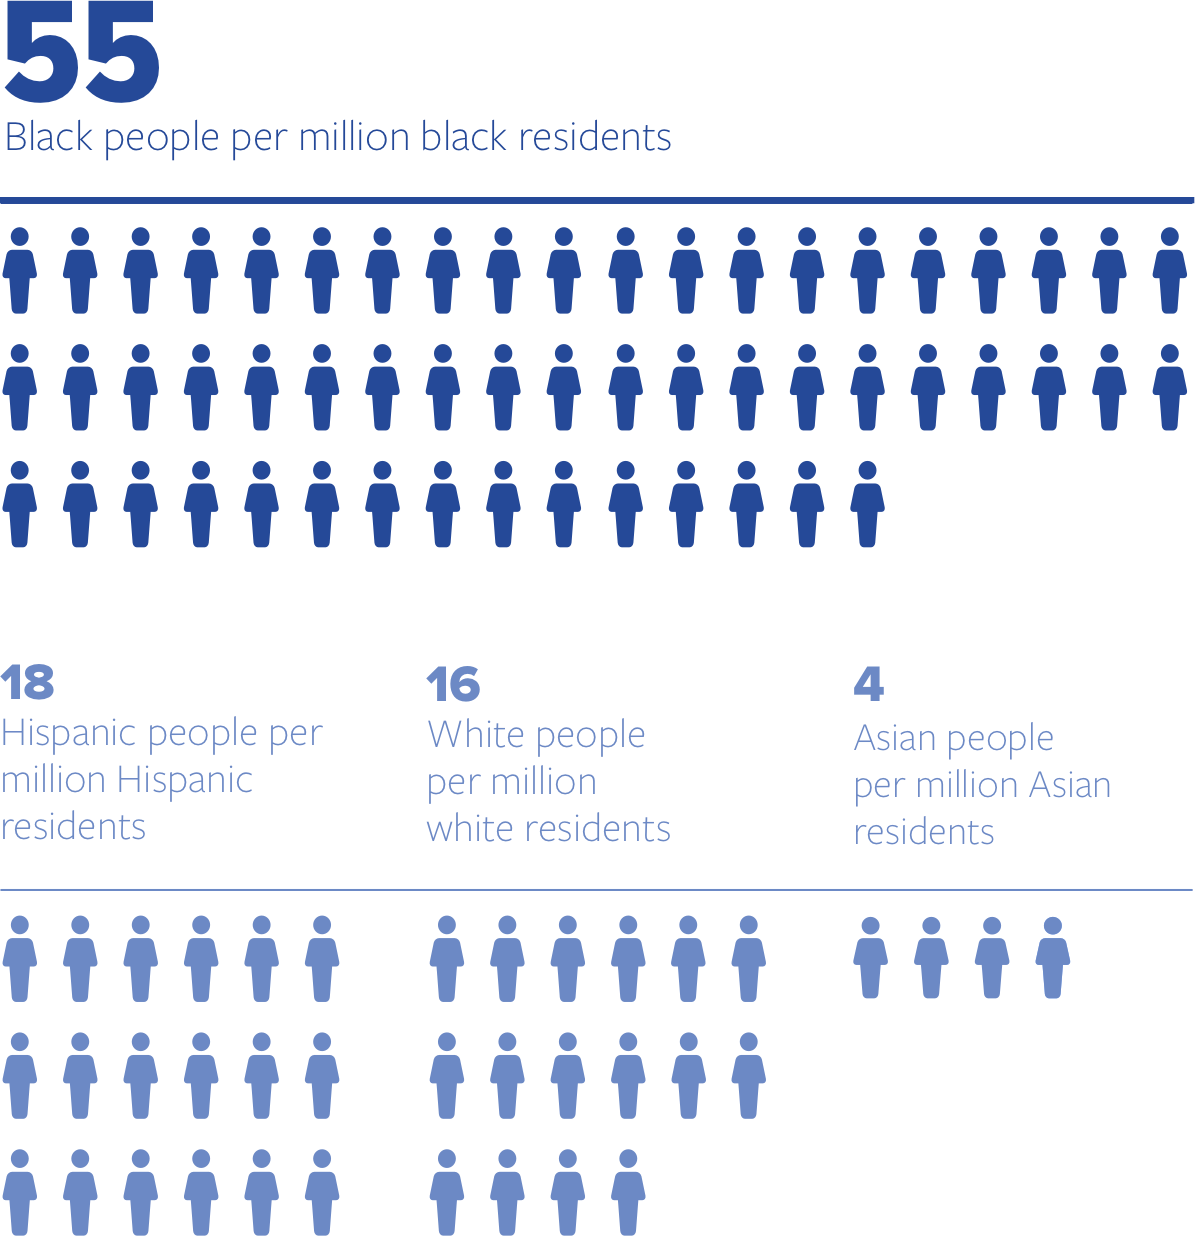 55
Black people per million black residents
18
Hispanic people per
million Hispanic
residents
16
White people
per million
white residents
4
Asian people
per million Asian
residents